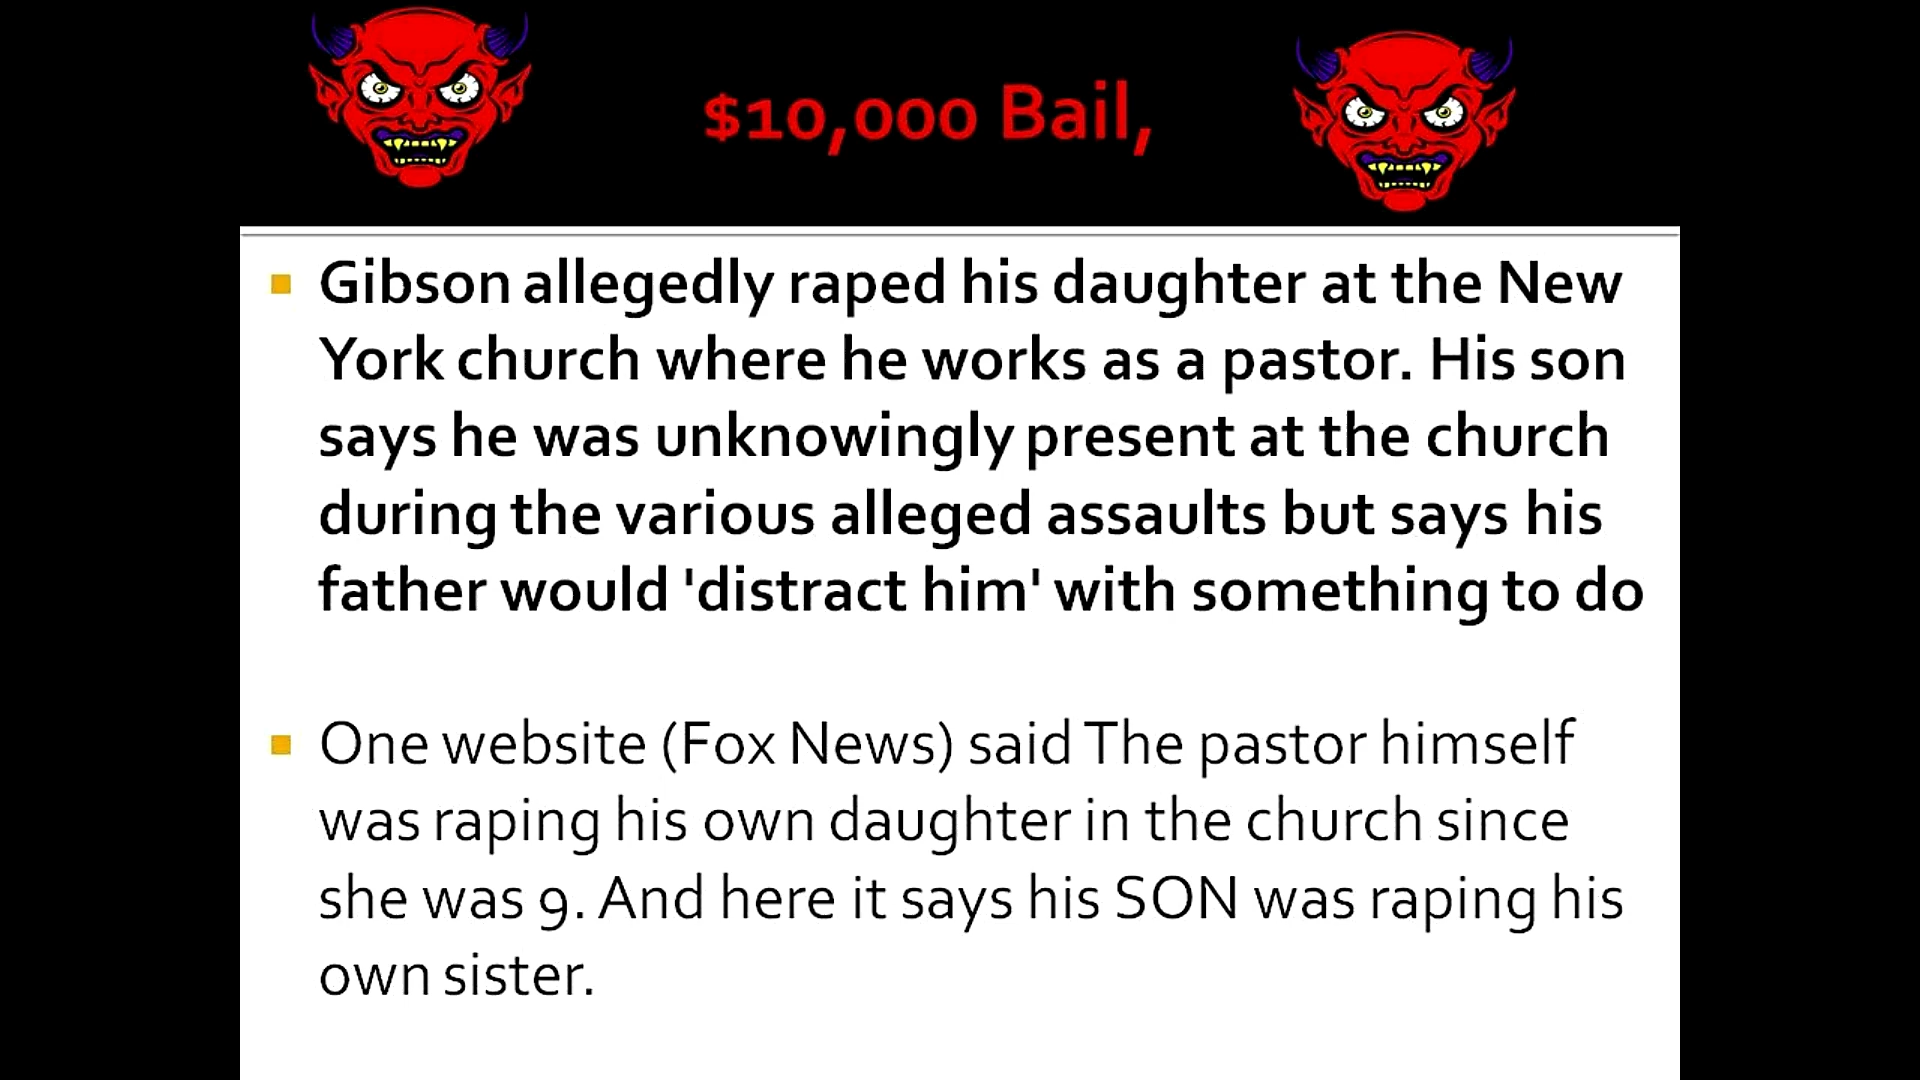 $10,000 Bail,
Gibson allegedly raped his daughter at the New
York church where he works as a pastor. His son
says he was unknowingly present at the church
during the various alleged assaults but says his
father would 'distract him' with something to do
One website (Fox News) said The pastor himself
was raping his own daughter in the church since
she was 9. And here it says his SON was raping his
own sister.